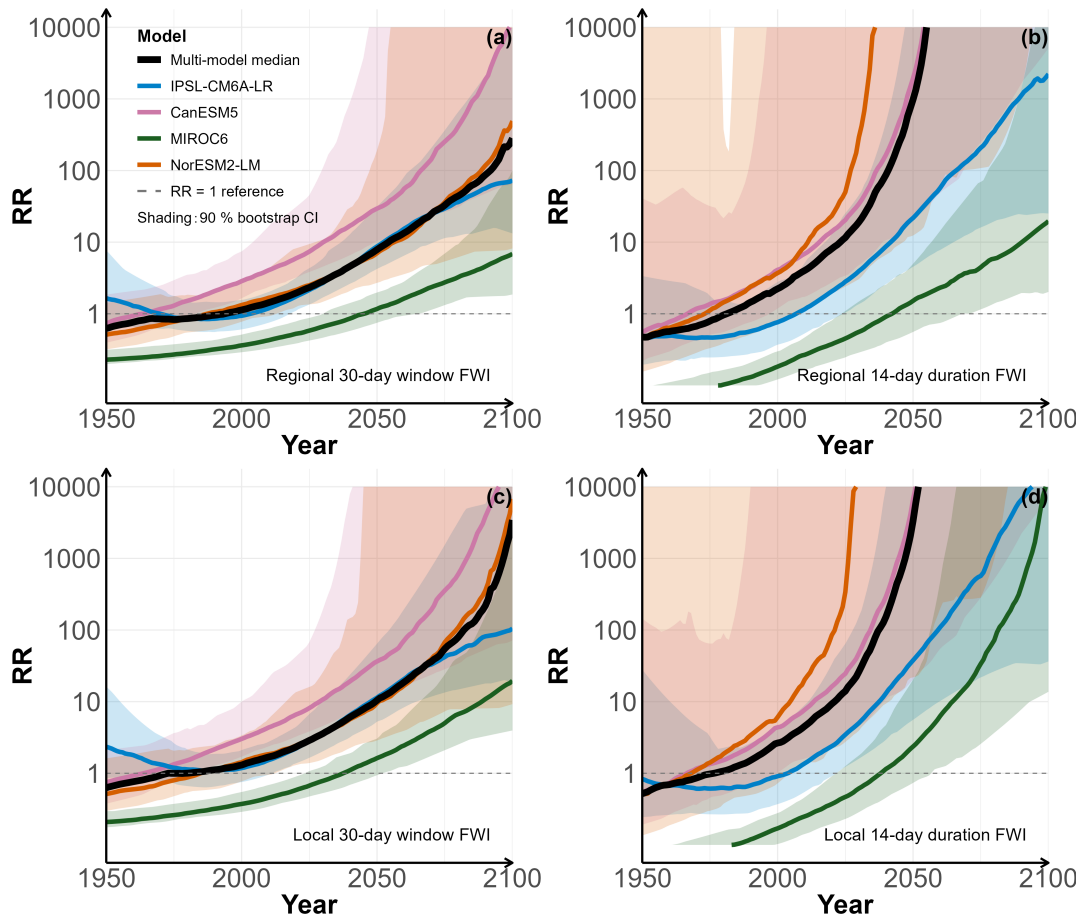 (a)
Model
Multi-model median
IPSL-CM6A-LR
CanESM5
MIROC6
NorESM2-LM
RR = 1 reference
Shading: 90 % bootstrap CI
10000
1000
100
10
1
RR
Regional 30-day window FWI
1950
2000
2050
2100
Year
(b)
10000
1000
100
10
1
RR
Regional 14-day duration FWI
1950
2000
2050
2100
Year
(c)
10000
1000
100
10
1
RR
Local 30-day window FWI
1950
2000
2050
2100
Year
(d)
10000
1000
100
10
1
RR
Local 14-day duration FWI
1950
2000
2050
2100
Year